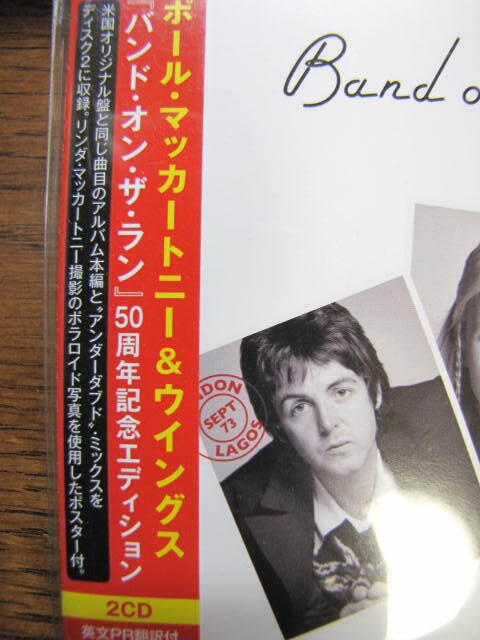 ポール・マッカートニー&ウイングス
『バンド・オン・ザ・ラン』50周年記念エディション
米国オリジナル盤と同じ曲目のアルバム本編と“アンダーダブド”・ミックスを
ディスク2に収録。リンダ・マッカートニー撮影のポラロイド写真を使用したポスター付。
2CD
英文PR翻訳付
Band o
NDON
SEPT
73
LAGOS